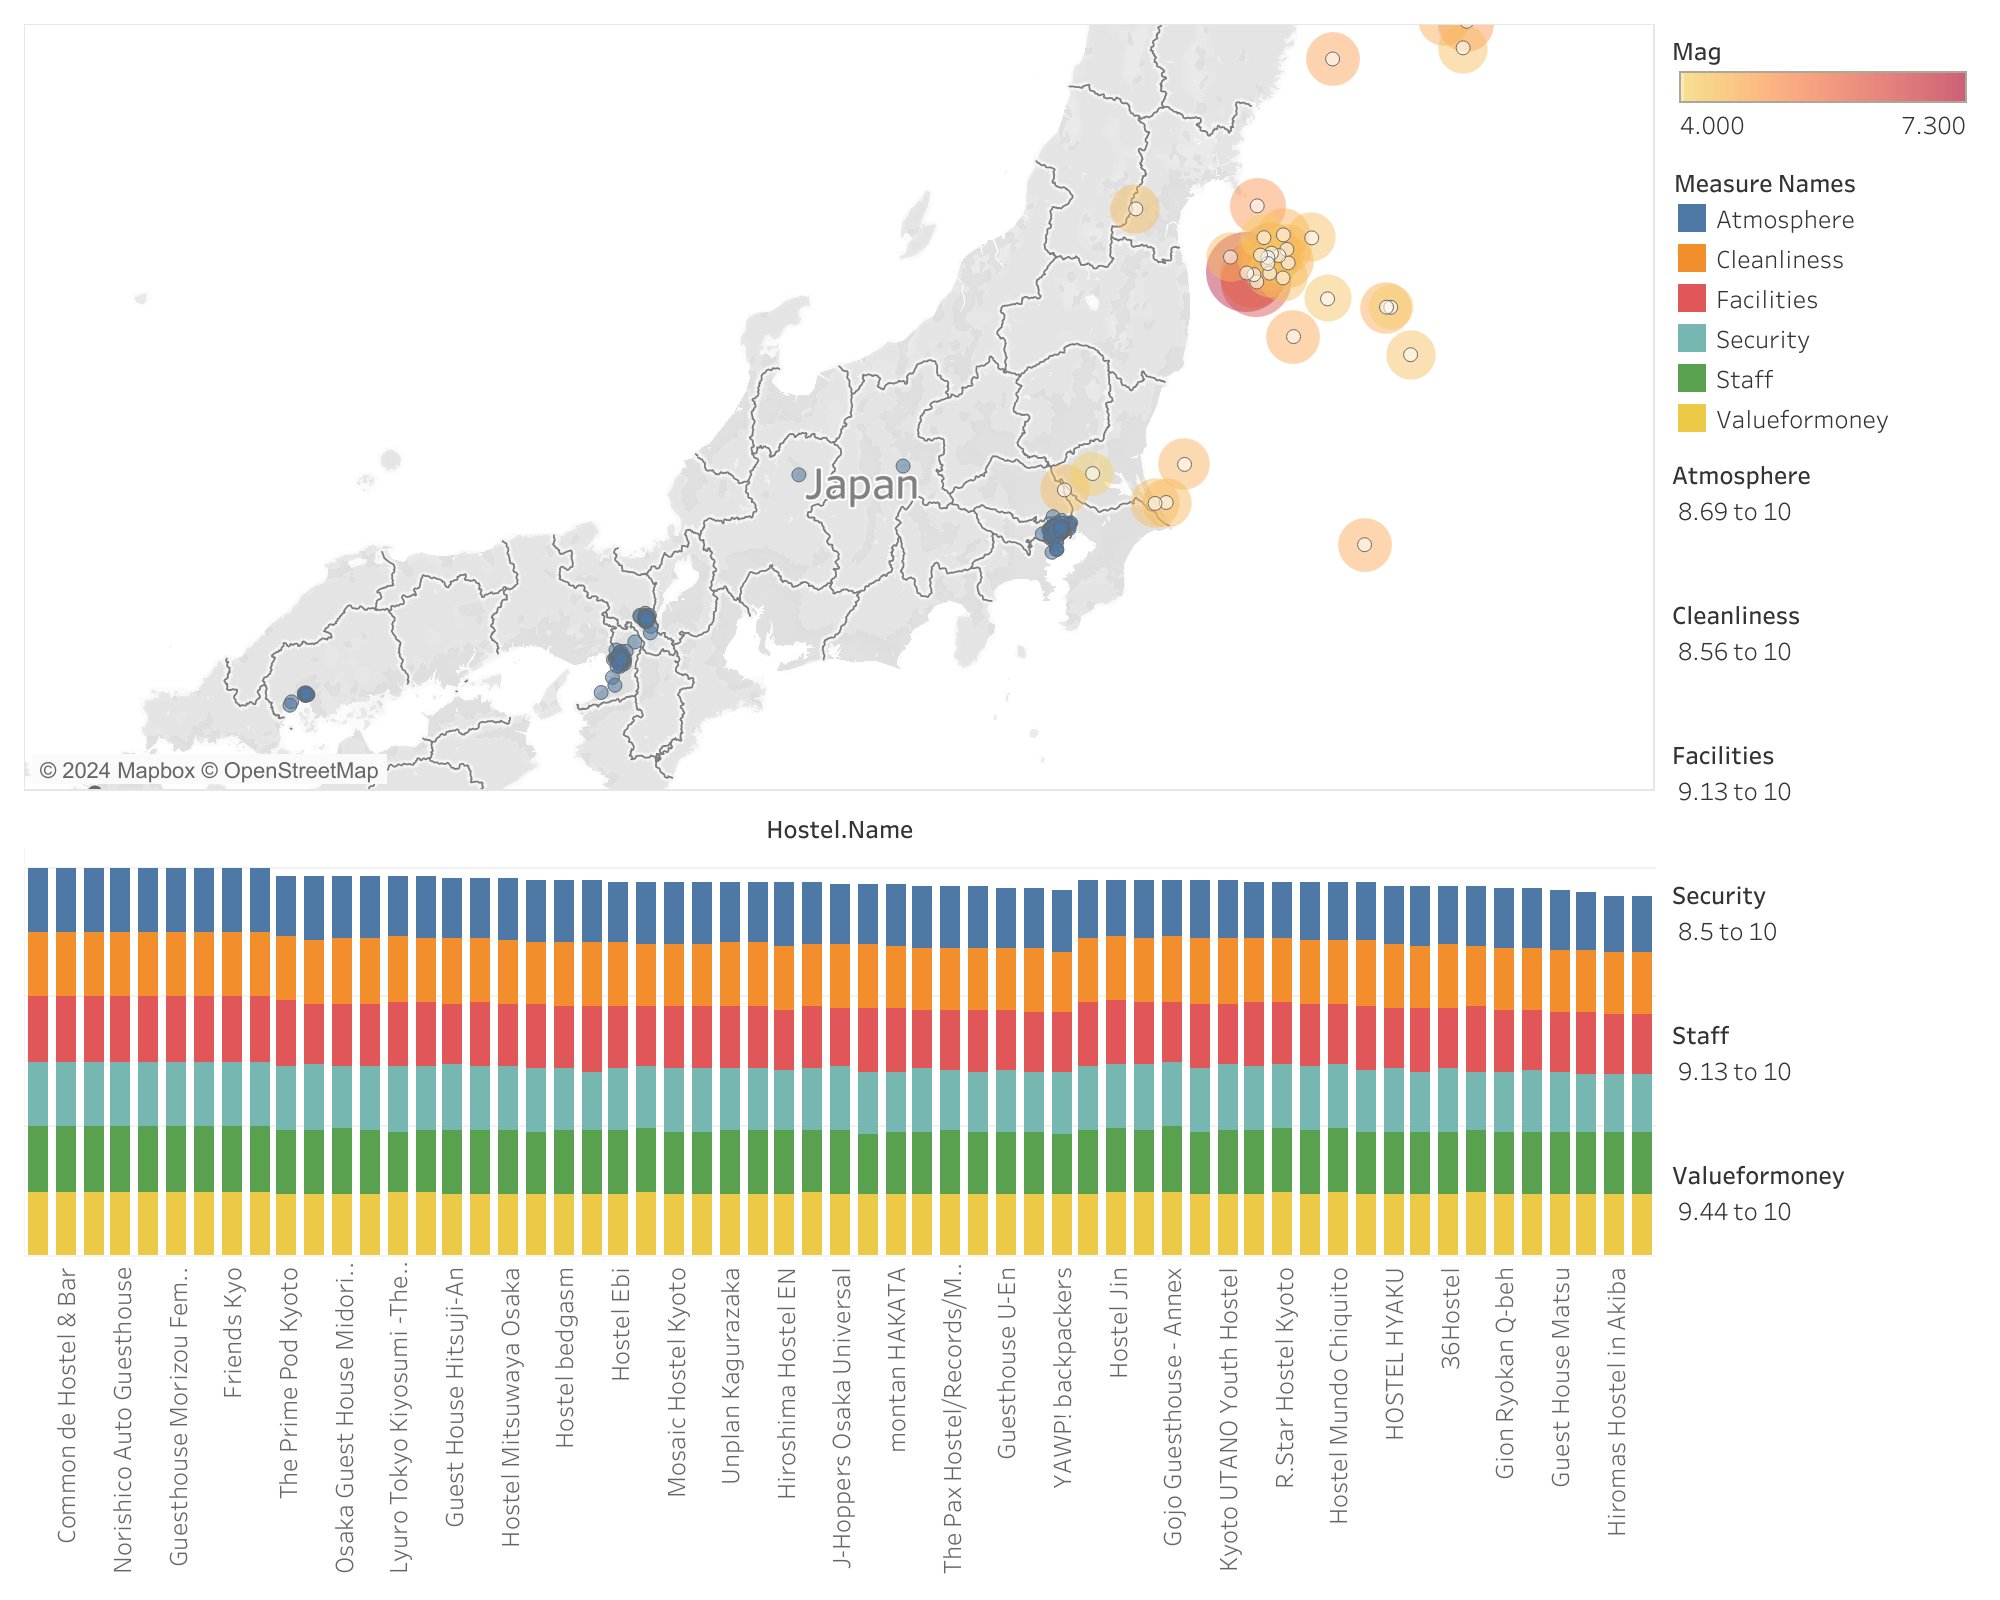 Japan
© 2024 Mapbox © OpenStreetMap
Mag
4.000 7.300
Measure Names
Atmosphere
Cleanliness
Facilities
Security
Staff
Valueformoney
Atmosphere
8.69 to 10
Cleanliness
8.56 to 10
Facilities
9.13 to 10
Security
8.5 to 10
Staff
9.13 to 10
Valueformoney
9.44 to 10
Hostel.Name
Common de Hostel & Bar
Norishico Auto Guesthouse
Guesthouse Morizou Fem..
Friends Kyo
The Prime Pod Kyoto
Osaka Guest House Midori..
Lyuro Tokyo Kiyosumi -The..
Guest House Hitsuji-An
Hostel Mitsuwaya Osaka
Hostel bedgasm
Hostel Ebi
Mosaic Hostel Kyoto
Unplan Kagurazaka
Hiroshima Hostel EN
J-Hoppers Osaka Universal
montan HAKATA
The Pax Hostel/Records/M..
Guesthouse U-En
YAWP! backpackers
Hostel Jin
Gojo Guesthouse - Annex
Kyoto UTANO Youth Hostel
R.Star Hostel Kyoto
Hostel Mundo Chiquito
HOSTEL HYAKU
36Hostel
Gion Ryokan Q-beh
Guest House Matsu
Hiromas Hostel in Akiba